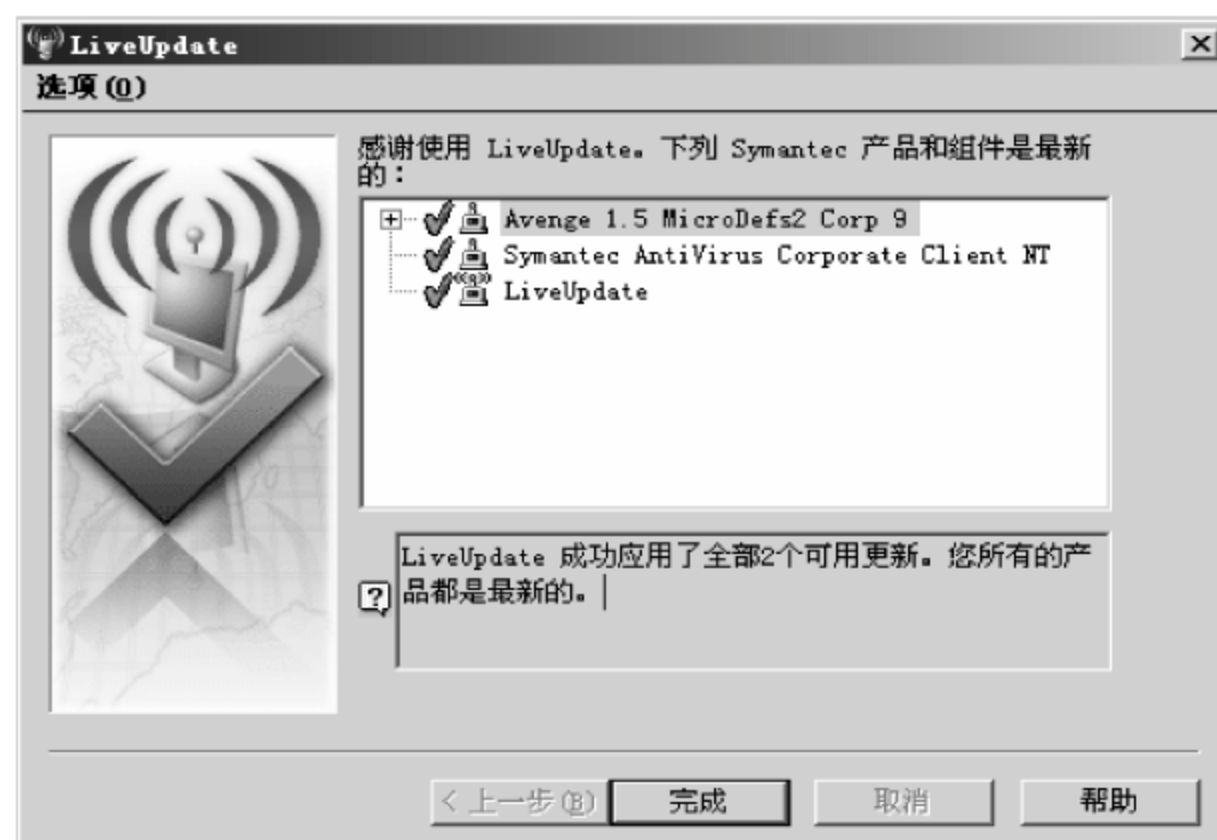 LiveUpdate
选项(O)
感谢使用 LiveUpdate。下列 Symantec 产品和组件是最新
的：
Avenge 1.5 MicroDefs2 Corp 9
Symantec AntiVirus Corporate Client NT
LiveUpdate
LiveUpdate 成功应用了全部2个可用更新。您所有的产
品都是最新的。
< 上一步(B)
完成
取消
帮助